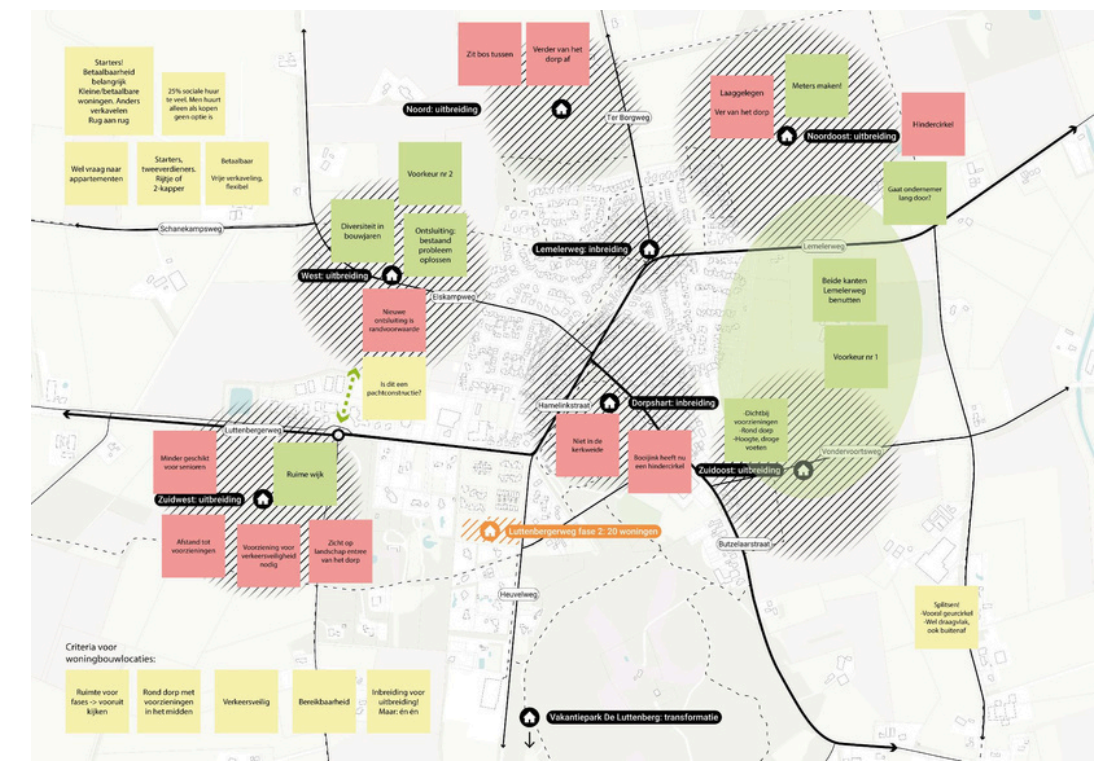 Starters!
Betaalbaarheid
belangrijk
Kleine/betaalbare
woningen. Anders
verkavelen
Rug aan rug
25% sociale huur
te veel. Men huurt
alleen als kopen
geen optie is
Wel vraag naar
appartementen
Starters,
tweeverdieners.
Rijtje of
2-kapper
Betaalbaar
Vrije verkaveling,
flexibel
Zit bos tussen
Verder van het
dorp af
Noord: uitbreiding
Ter Borgweg
Laaggelegen
Ver van het dorp
Meters maken!
Noordoost: uitbreiding
Hindercirkel
Gaat ondernemer
lang door?
Voorkeur nr 2
Diversiteit in
bouwjaren
Ontsluiting:
bestaand
probleem
oplossen
Schanekampsweg
West: uitbreiding
Elskampweg
Nieuwe
ontsluiting is
randvoorwaarde
Is dit een
pachtconstructie?
Lemelerweg: inbreiding
Lemelerweg
Beide kanten
Lemelerweg
benutten
Voorkeur nr 1
Hamelinkstraat
Dorpshart: inbreiding
Niet in de
kerkweide
Booijink heeft nu
een hindercirkel
-Dichtbij
voorzieningen
-Rond dorp
-Hoogte, droge
voeten
Zuidoost: uitbreiding
Vondervoortsweg
Luttenbergerweg
Minder geschikt
voor senioren
Ruime wijk
Zuidwest: uitbreiding
Afstand tot
voorzieningen
Voorziening voor
verkeersveiligheid
nodig
Zicht op
landschap entree
van het dorp
Luttenbergerweg fase 2: 20 woningen
Butzelaarstraat
Heuvelweg
Splitsen!
-Vooral geurcirkel
-Wel draagvlak,
ook buitenaf
Criteria voor
woningbouwlocaties:
Ruimte voor
fases -> vooruit
kijken
Rond dorp met
voorzieningen
in het midden
Verkeersveilig
Bereikbaarheid
Inbreiding voor
uitbreiding!
Maar: én én
Vakantiepark De Luttenberg: transformatie